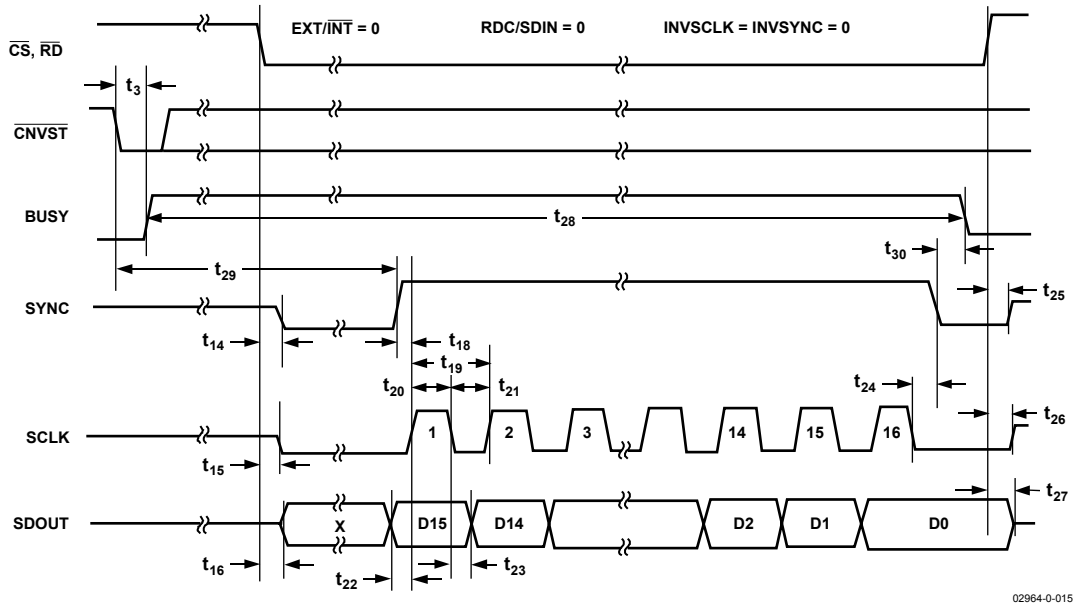 EXT/INT = 0 RDC/SDIN = 0 INVSCLK = INVSYNC = 0
CS, RD
t3
CNVST
BUSY
t28
t30
t29
t25
SYNC
t14
t18
t19
t20
t21
t24
t26
SCLK
1 2 3 14 15 16
t15
t27
SDOUT
X D15 D14 D2 D1 D0
t16
t22
t23
02964-0-015